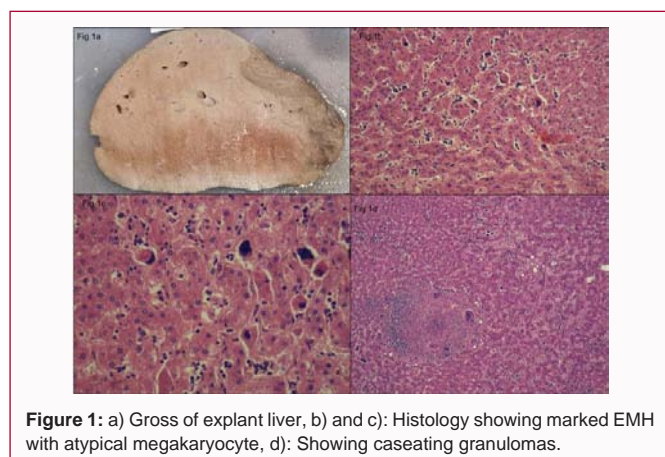 Fig 1a
Fig 1b
Fig 1c
Fig 1d
Figure 1: a) Gross of explant liver, b) and c): Histology showing marked EMH
with atypical megakaryocyte, d): Showing caseating granulomas.